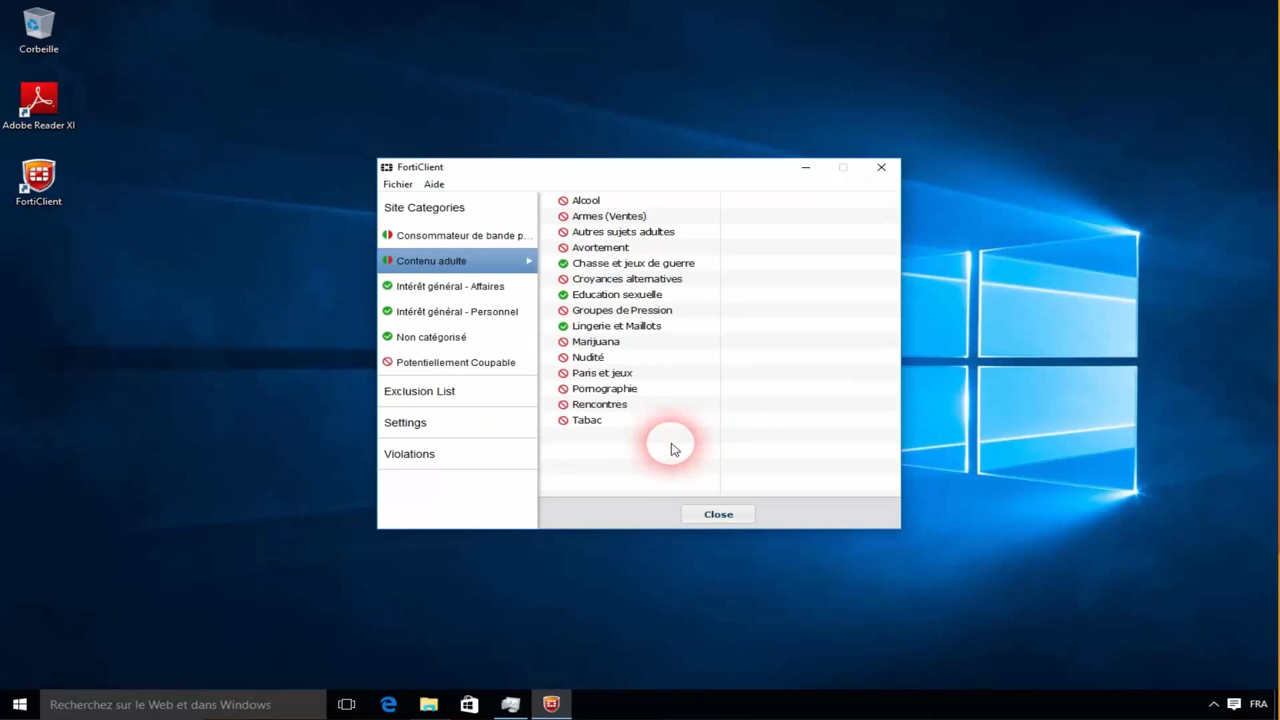 Corbeille
Adobe Reader XI
FortiClient
FortiClient
Fichier Aide
Site Categories
Consommateur de bande p...
Contenu adulte
Intérêt général - Affaires
Intérêt général - Personnel
Non catégorisé
Potentiellement Coupable
Exclusion List
Settings
Violations
Alcool
Armes (Ventes)
Autres sujets adultes
Avortement
Chasse et jeux de guerre
Croyances alternatives
Education sexuelle
Groupes de Pression
Lingerie et Maillots
Marijuana
Nudité
Paris et jeux
Pornographie
Rencontres
Tabac
Close
Recherchez sur le Web et dans Windows
FRA